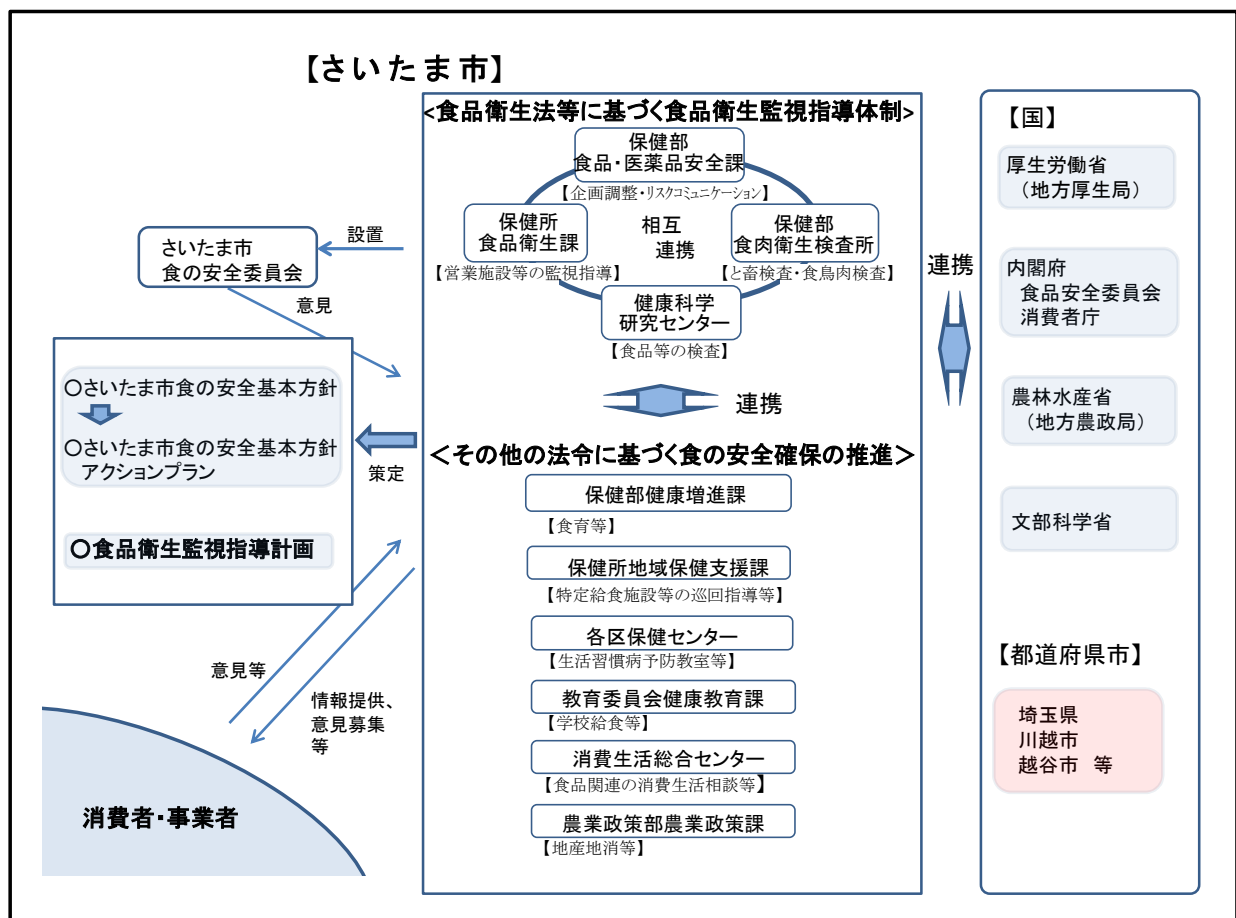 【さいたま市】
<食品衛生法等に基づく食品衛生監視指導体制>
保健部
食品・医薬品安全課
【企画調整・リスクコミュニケーション】
保健所
食品衛生課
【営業施設等の監視指導】
相互
連携
保健部
食肉衛生検査所
【と畜検査・食鳥肉検査】
健康科学
研究センター
【食品等の検査】
連携
<その他の法令に基づく食の安全確保の推進>
保健部健康増進課
【食育等】
保健所地域保健支援課
【特定給食施設等の巡回指導等】
各区保健センター
【生活習慣病予防教室等】
教育委員会健康教育課
【学校給食等】
消費生活総合センター
【食品関連の消費生活相談等】
農業政策部農業政策課
【地産地消等】
設置
さいたま市
食の安全委員会
意見
○さいたま市食の安全基本方針
○さいたま市食の安全基本方針
アクションプラン
○食品衛生監視指導計画
策定
意見等
情報提供、
意見募集
等
消費者・事業者
連携
【国】
厚生労働省
（地方厚生局）
内閣府
食品安全委員会
消費者庁
農林水産省
（地方農政局）
文部科学省
【都道府県市】
埼玉県
川越市
越谷市 等